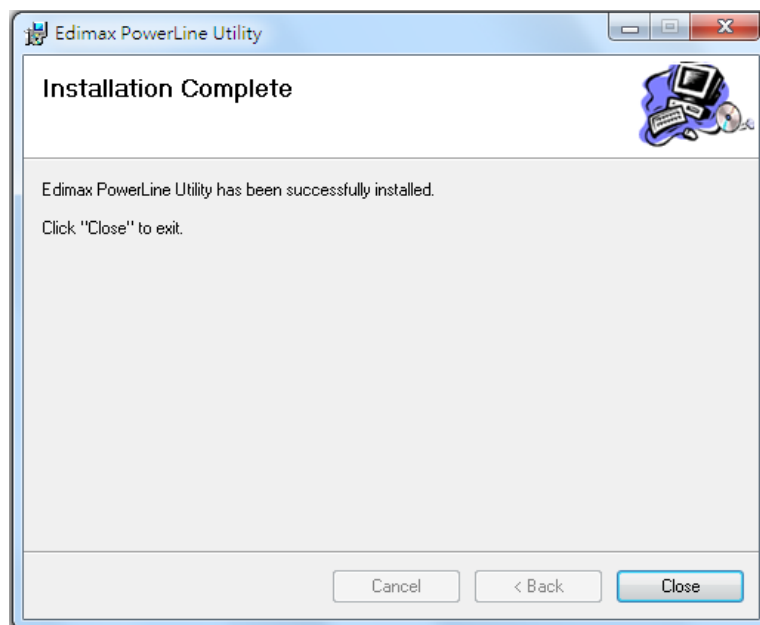 Edimax PowerLine Utility
Installation Complete
Edimax PowerLine Utility has been successfully installed.
Click "Close" to exit.
Cancel
< Back
Close